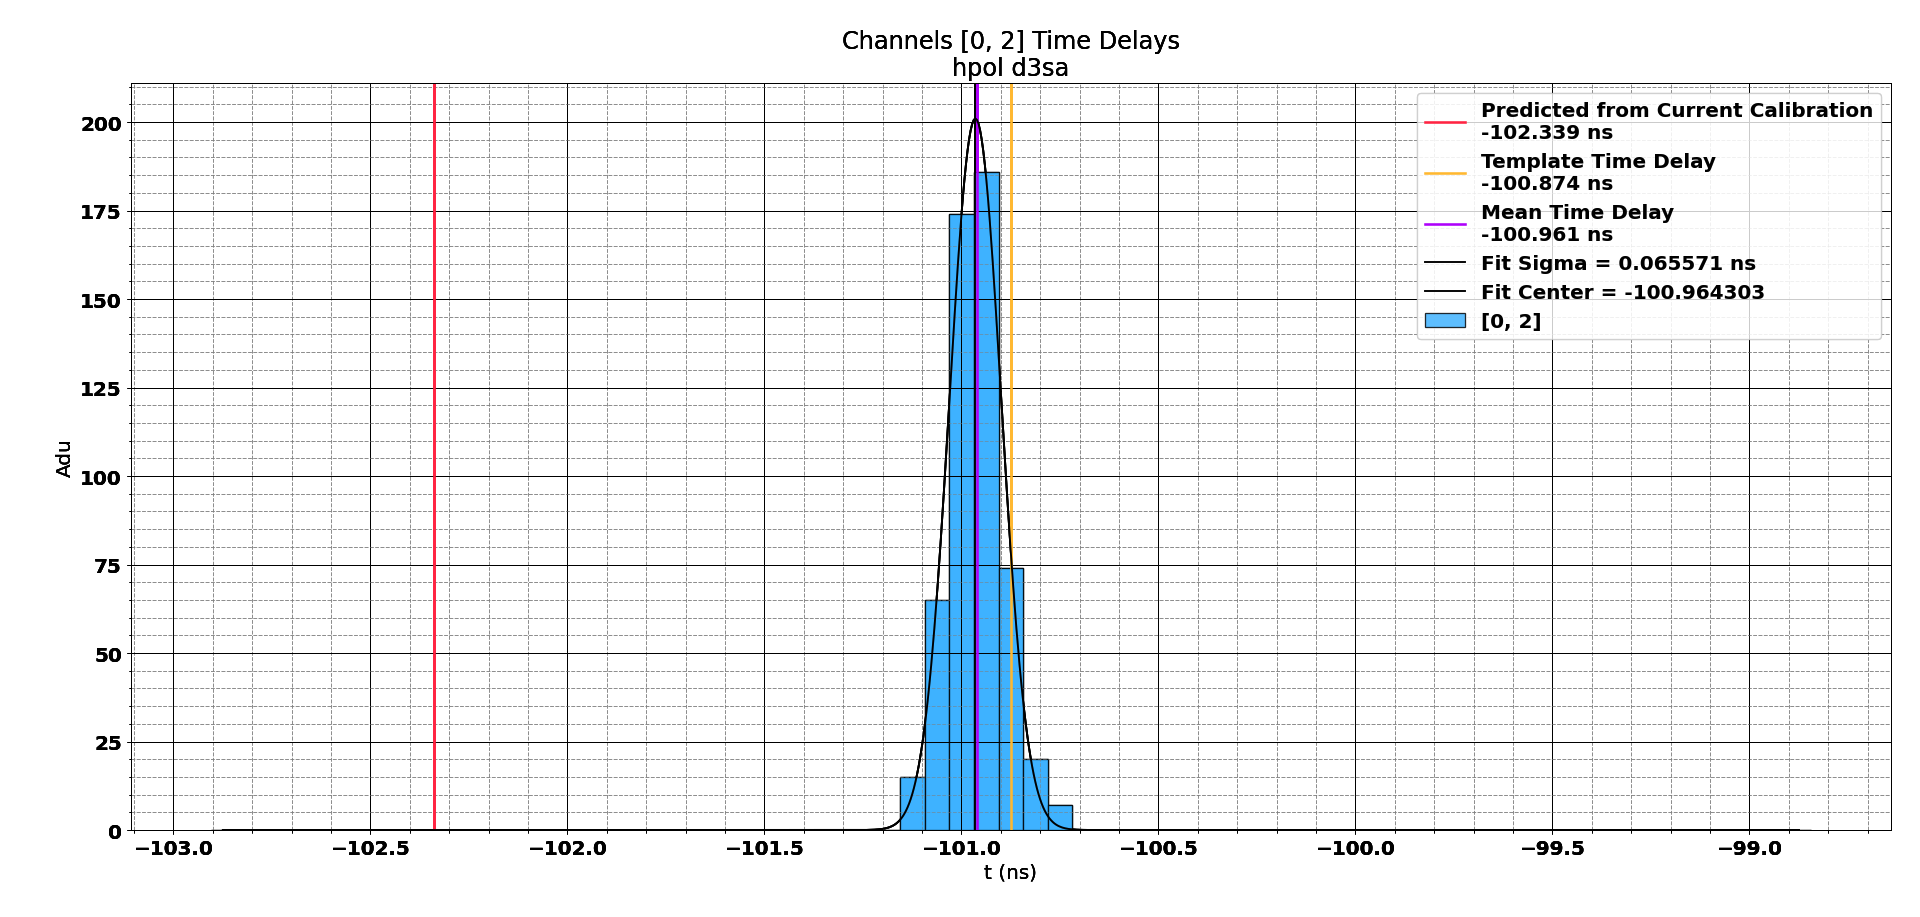 Channels [0, 2] Time Delays
hpol d3sa
Predicted from Current Calibration
-102.339 ns
Template Time Delay
-100.874 ns
Mean Time Delay
-100.961 ns
Fit Sigma = 0.065571 ns
Fit Center = -100.964303
[0, 2]
200
175
150
125
100
75
50
25
0
Adu
−103.0 −102.5 −102.0 −101.5 −101.0 −100.5 −100.0 −99.5 −99.0
t (ns)